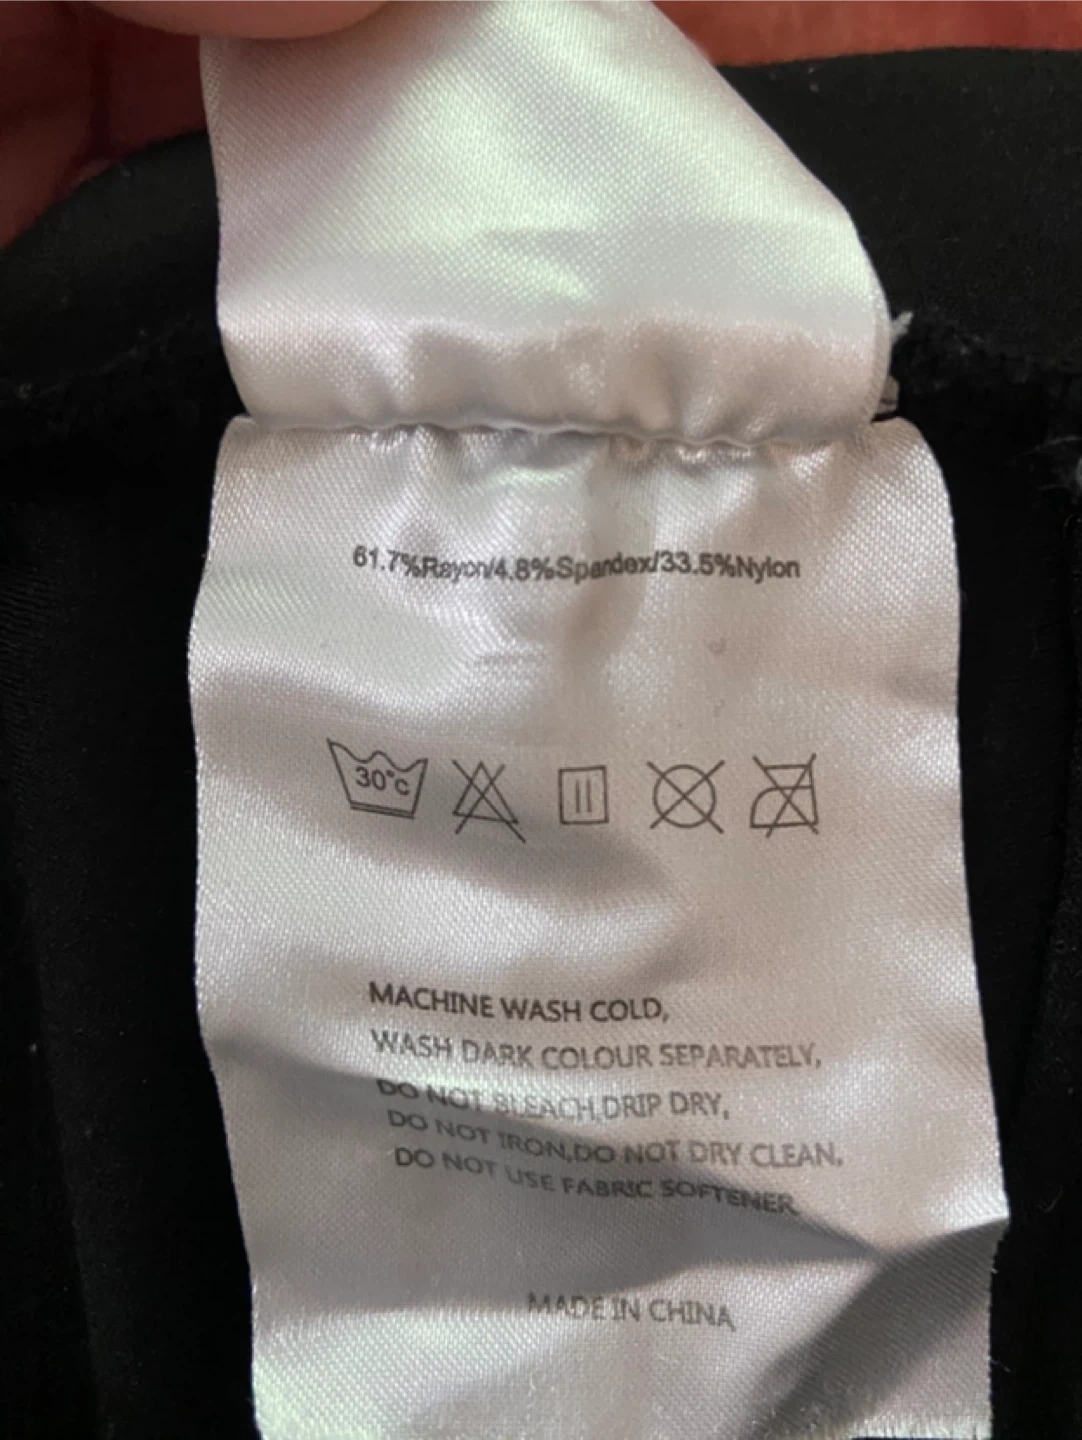 61.7%Rayon/4.8%Spandex/33.5%Nylon
30°c
MACHINE WASH COLD,
WASH DARK COLOUR SEPARATELY,
DO NOT BLEACH,DRIP DRY,
DO NOT IRON,DO NOT DRY CLEAN,
DO NOT USE FABRIC SOFTENER.
MADE IN CHINA